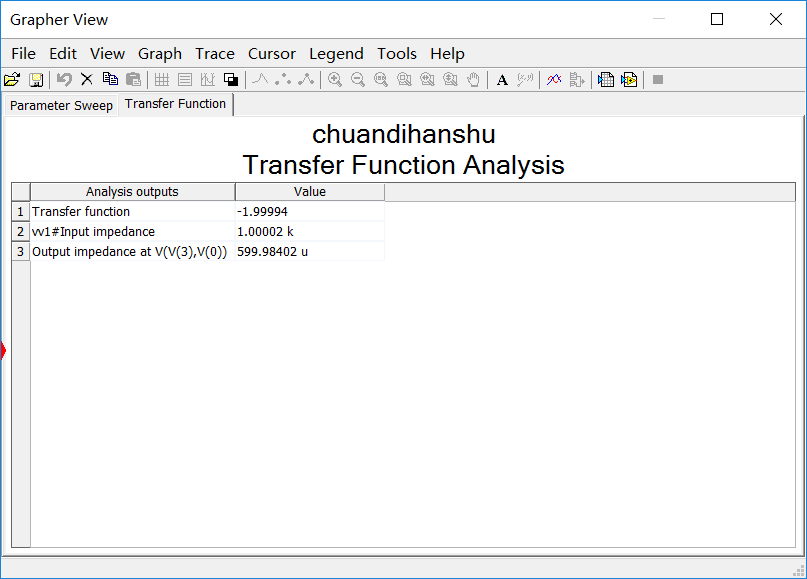 Grapher View
File Edit View Graph Trace Cursor Legend Tools Help
A
Parameter Sweep Transfer Function
chuandihanshu
Transfer Function Analysis
Analysis outputs Value
1 Transfer function -1.99994
2 vv1#Input impedance 1.00002 k
3 Output impedance at V(V(3),V(0)) 599.98402 u